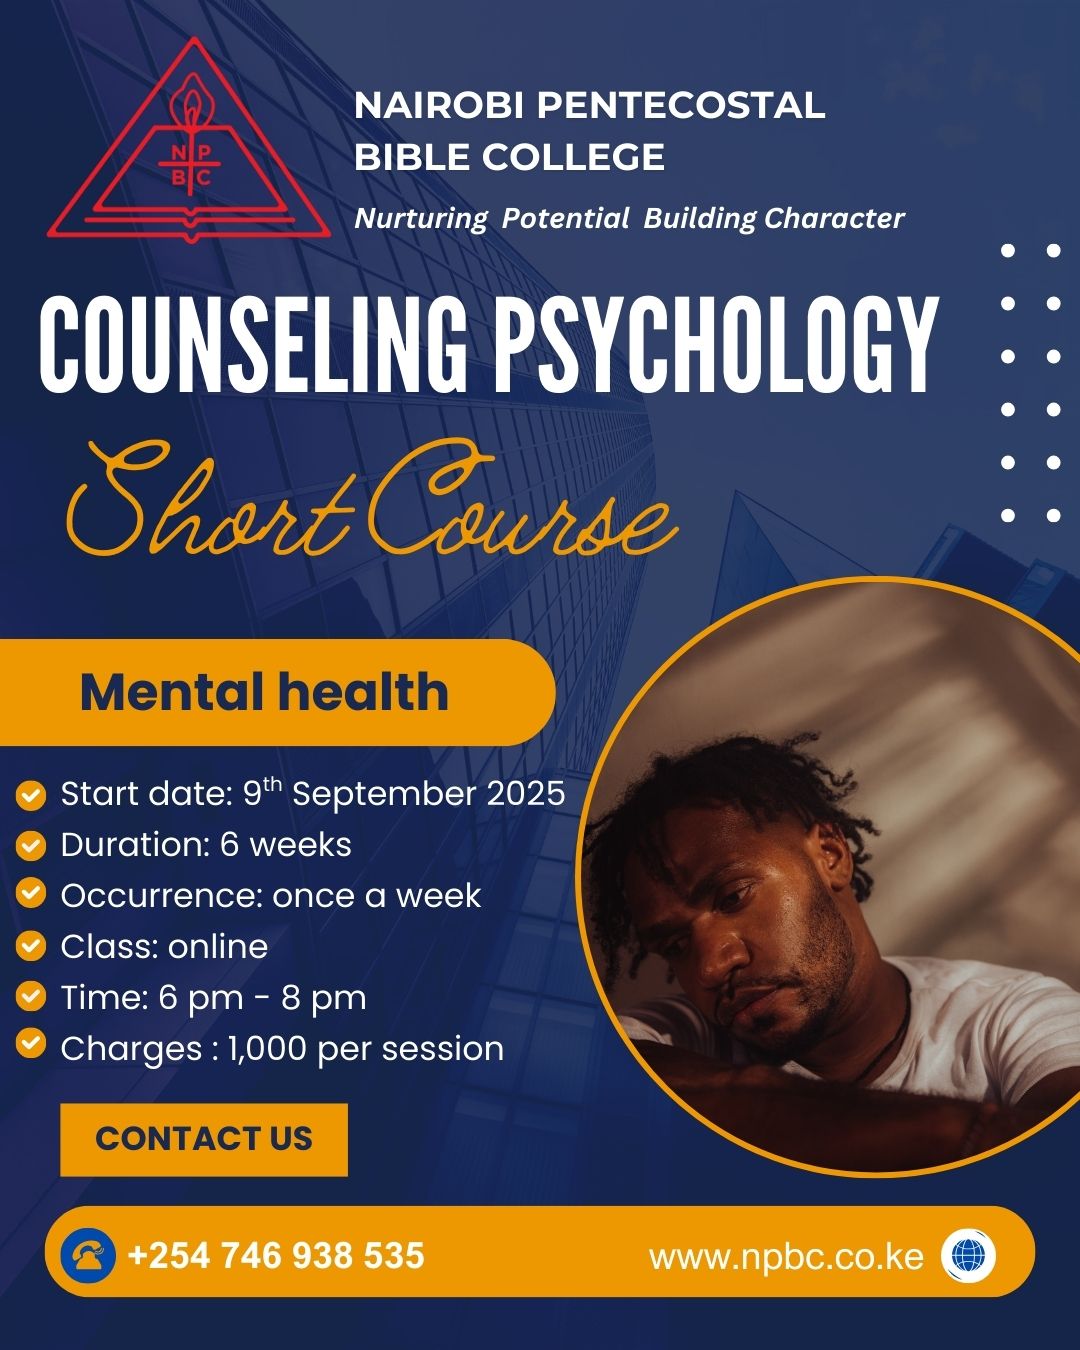 N P
B C
NAIROBI PENTECOSTAL
BIBLE COLLEGE
Nurturing Potential Building Character
COUNSELING PSYCHOLOGY
Short Course
Mental health
Start date: 9th September 2025
Duration: 6 weeks
Occurrence: once a week
Class: online
Time: 6 pm - 8 pm
Charges : 1,000 per session
CONTACT US
+254 746 938 535
www.npbc.co.ke